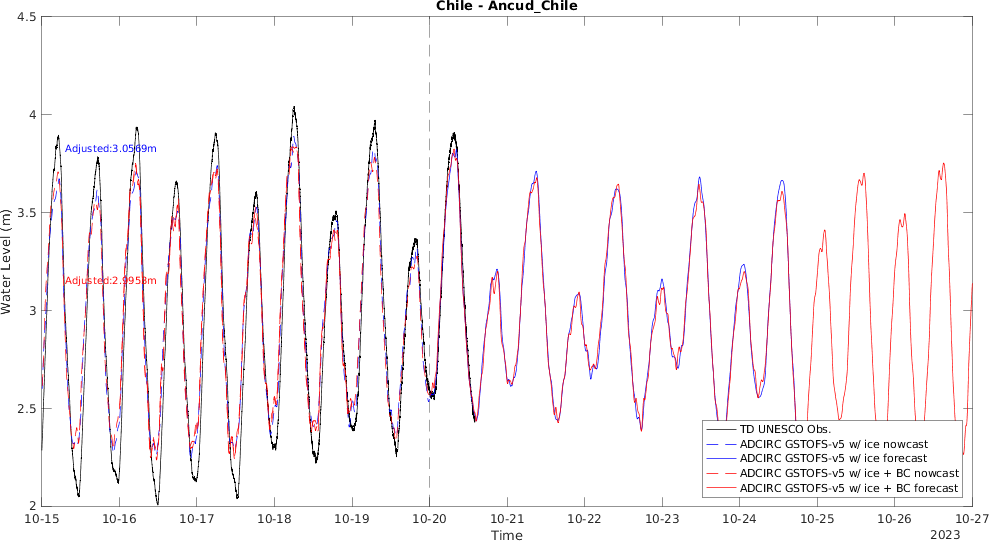 Chile - Ancud_Chile
4.5
4
3.5
3
2.5
2
Water Level (m)
Adjusted:3.0569m
Adjusted:2.9958m
TD UNESCO Obs.
ADCIRC GSTOFS-v5 w/ ice nowcast
ADCIRC GSTOFS-v5 w/ ice forecast
ADCIRC GSTOFS-v5 w/ ice + BC nowcast
ADCIRC GSTOFS-v5 w/ ice + BC forecast
10-15 10-16 10-17 10-18 10-19 10-20 10-21 10-22 10-23 10-24 10-25 10-26 10-27
Time
2023